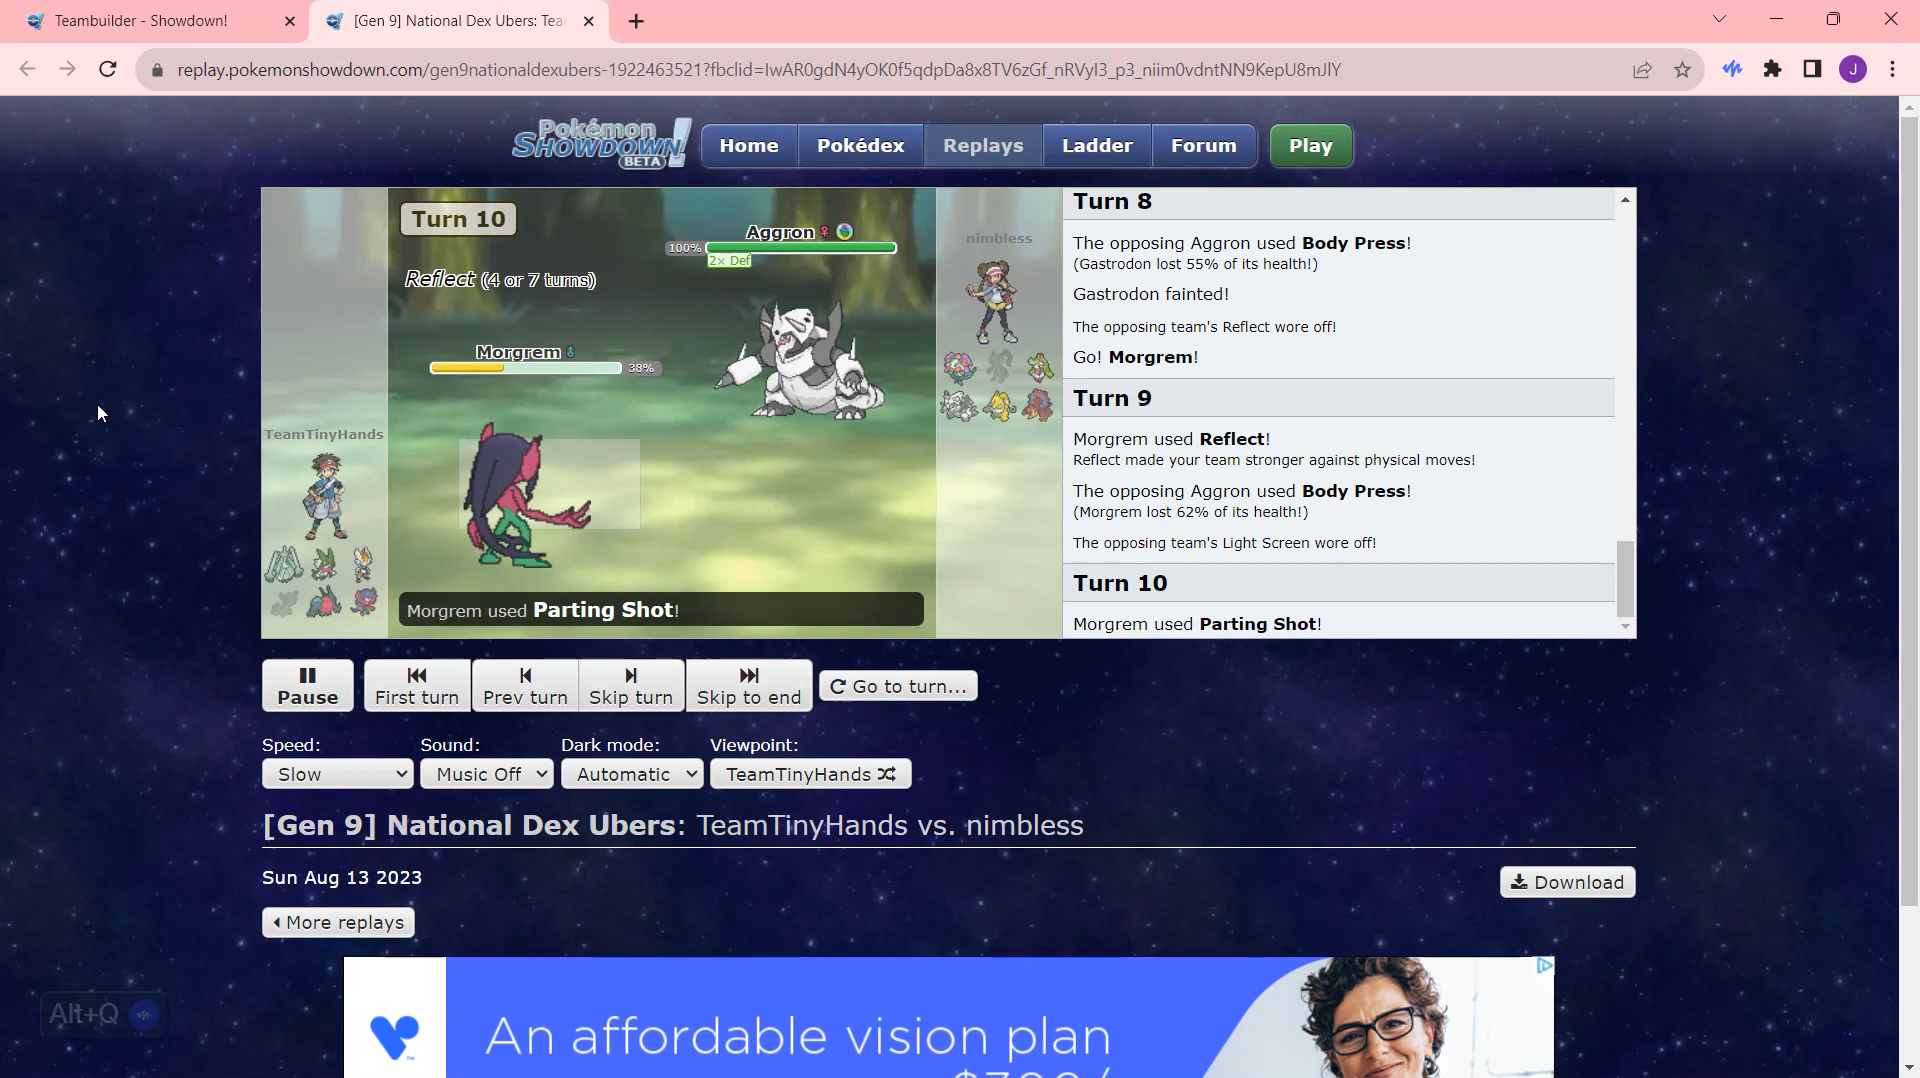 Teambuilder - Showdown!
[Gen 9] National Dex Ubers: Tea
replay.pokemonshowdown.com/gen9nationaldexubers-1922463521?fbclid=IwAR0gdN4yOK0f5qdpDa8x8TV6zGf_nRVyI3_p3_niim0vdntNN9KepU8mJlY
J
Pokémon
SHOWDOWN!
BETA
Home
Pokédex
Replays
Ladder
Forum
Play
Turn 10
Aggron ♀
100%
2× Def
Reflect (4 or 7 turns)
Morgrem ♂
38%
TeamTinyHands
nimbless
Morgrem used Parting Shot!
Turn 8
The opposing Aggron used Body Press!
(Gastrodon lost 55% of its health!)
Gastrodon fainted!
The opposing team's Reflect wore off!
Go! Morgrem!
Turn 9
Morgrem used Reflect!
Reflect made your team stronger against physical moves!
The opposing Aggron used Body Press!
(Morgrem lost 62% of its health!)
The opposing team's Light Screen wore off!
Turn 10
Morgrem used Parting Shot!
Pause
First turn
Prev turn
Skip turn
Skip to end
Go to turn...
Speed:
Sound:
Dark mode:
Viewpoint:
Slow
Music Off
Automatic
TeamTinyHands
[Gen 9] National Dex Ubers: TeamTinyHands vs. nimbless
Sun Aug 13 2023
Download
More replays
Alt+Q
An affordable vision plan